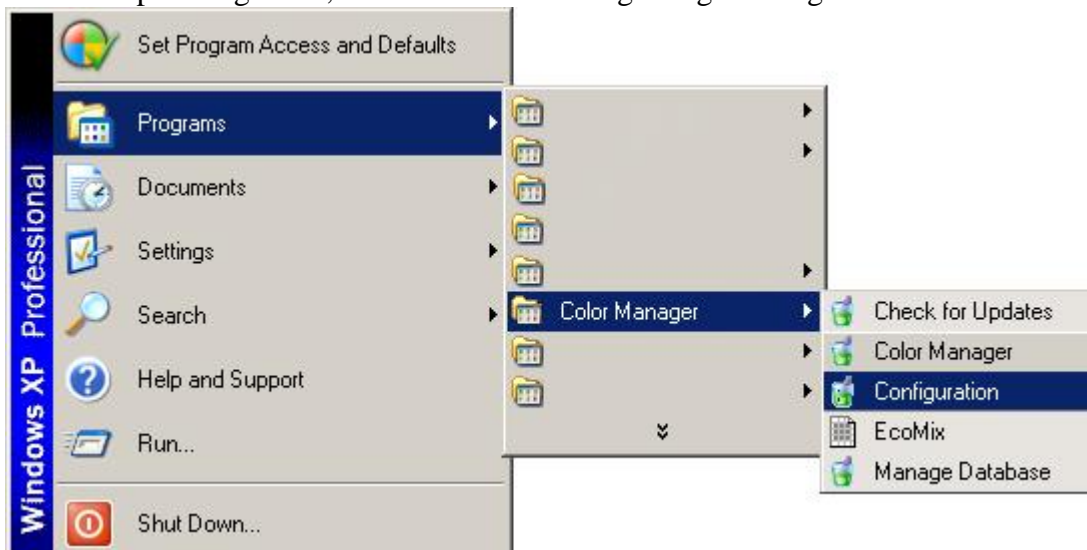 Set Program Access and Defaults
Programs
Documents
Settings
Search
Help and Support
Run...
Shut Down...
Windows XP Professional
Color Manager
Check for Updates
Color Manager
Configuration
EcoMix
Manage Database